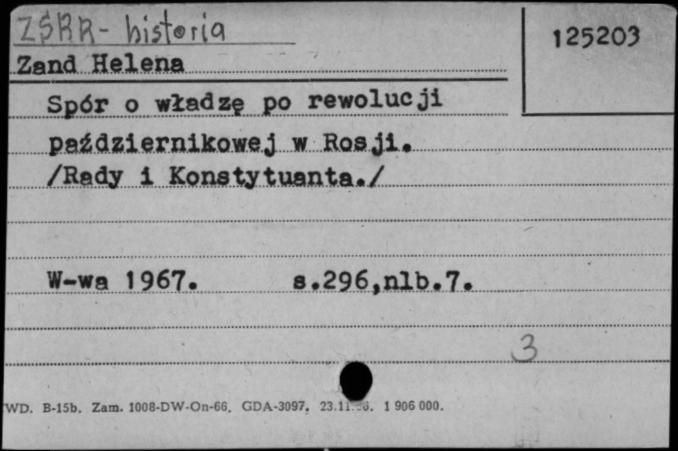 ZSRR - historia
125203
Zand Helena
Spór o władzę po rewolucji
październikowej w Rosji.
/Rady i Konstytuanta./
W-wa 1967. s.296,nlb.7.
3
WD. B-15b. Zam. 1008-DW-On-66. GDA-3097. 1 906 000.